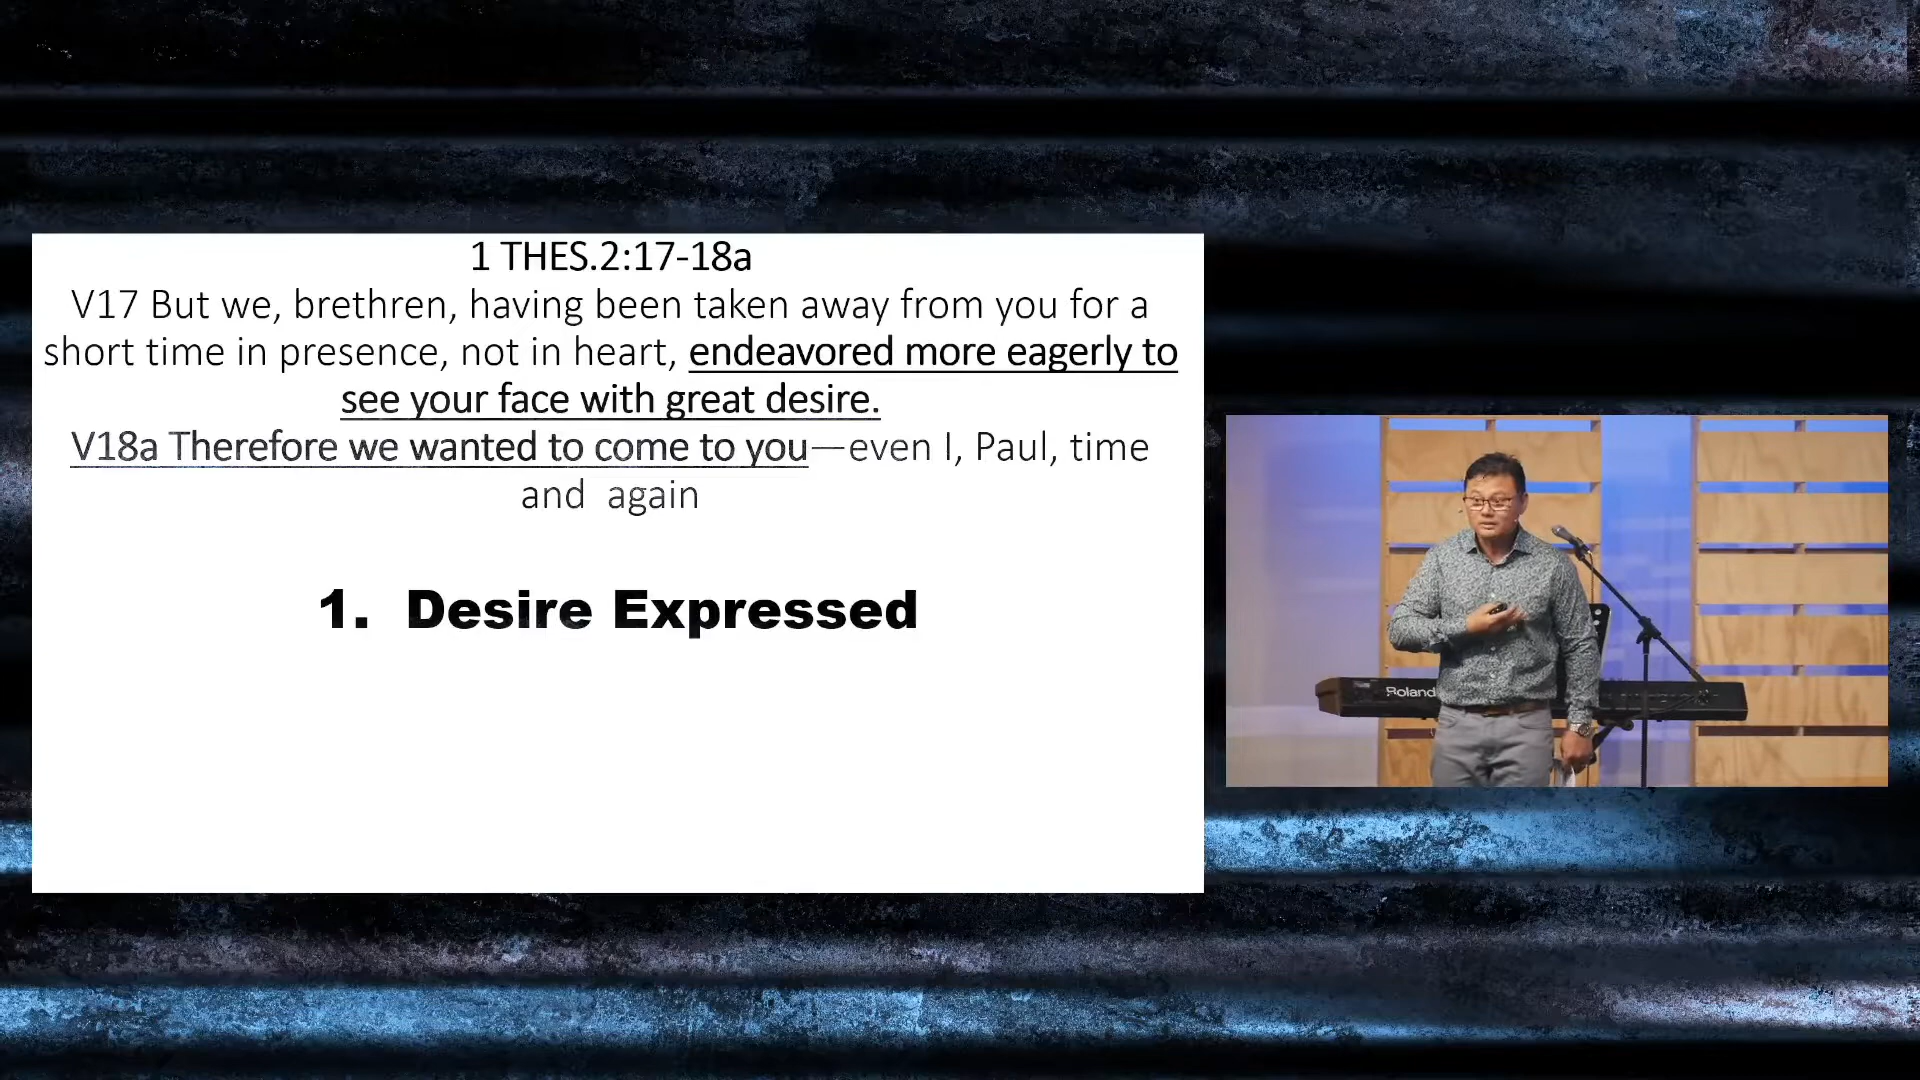 1 THES.2:17-18a
V17 But we, brethren, having been taken away from you for a
short time in presence, not in heart, endeavored more eagerly to
see your face with great desire.
V18a Therefore we wanted to come to you—even I, Paul, time
and  again
1.  Desire Expressed
Roland